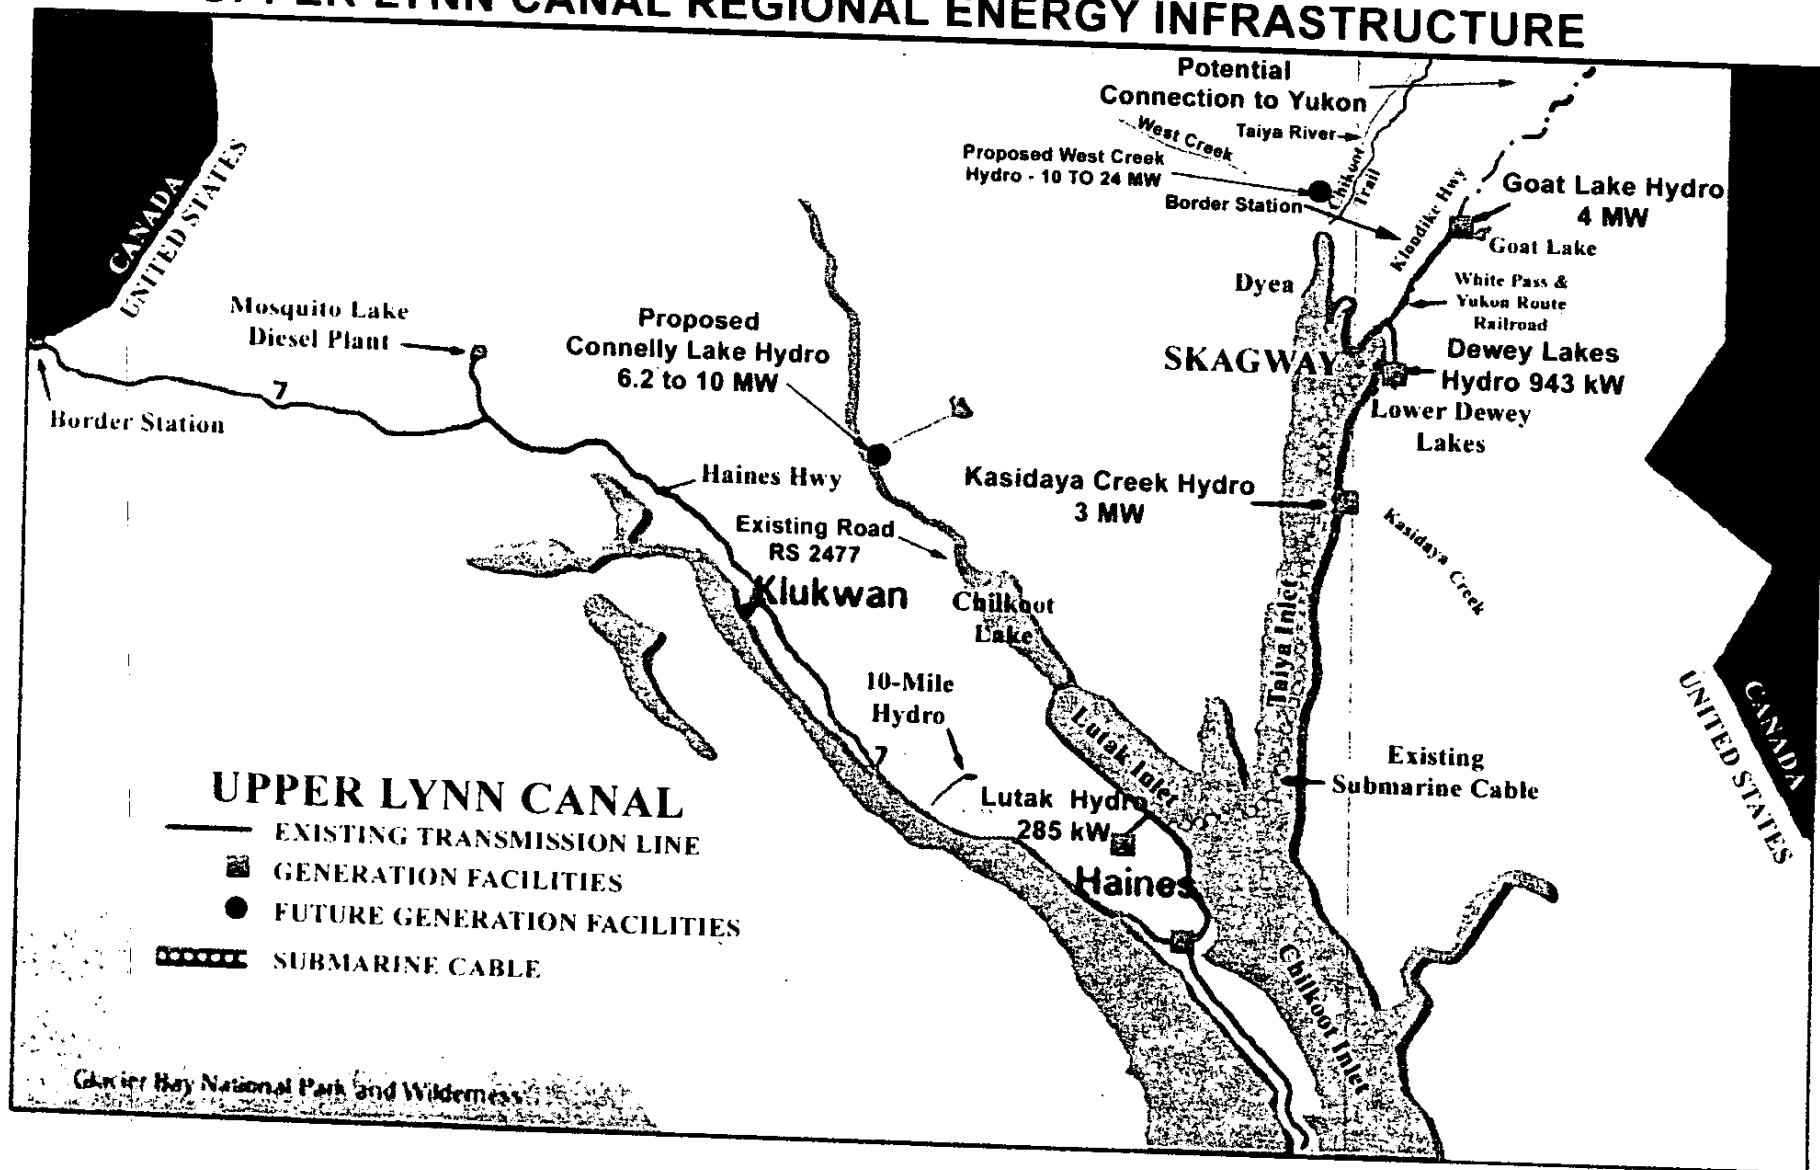 UPPER LYNN CANAL REGIONAL ENERGY INFRASTRUCTURE
Potential
Connection to Yukon
West Creek
Taiya River
Proposed West Creek
Hydro - 10 TO 24 MW
Border Station
Chilkoot
Trail
Klondike Hwy
Goat Lake Hydro
4 MW
Goat Lake
CANADA
UNITED STATES
Dyea
White Pass &
Yukon Route
Railroad
Mosquito Lake
Diesel Plant
Proposed
Connelly Lake Hydro
6.2 to 10 MW
SKAGWAY
Dewey Lakes
Hydro 943 kW
Lower Dewey
Lakes
7
Border Station
Haines Hwy
Kasidaya Creek Hydro
3 MW
Kasidaya Creek
Existing Road
RS 2477
Klukwan
Chilkoot
Lake
Taiya Inlet
10-Mile
Hydro
7
Lutak Inlet
CANADA
UNITED STATES
Existing
Submarine Cable
Lutak Hydro
285 kW
Haines
Chilkoot Inlet
UPPER LYNN CANAL
EXISTING TRANSMISSION LINE
GENERATION FACILITIES
FUTURE GENERATION FACILITIES
SUBMARINE CABLE
Glacier Bay National Park and Wilderness